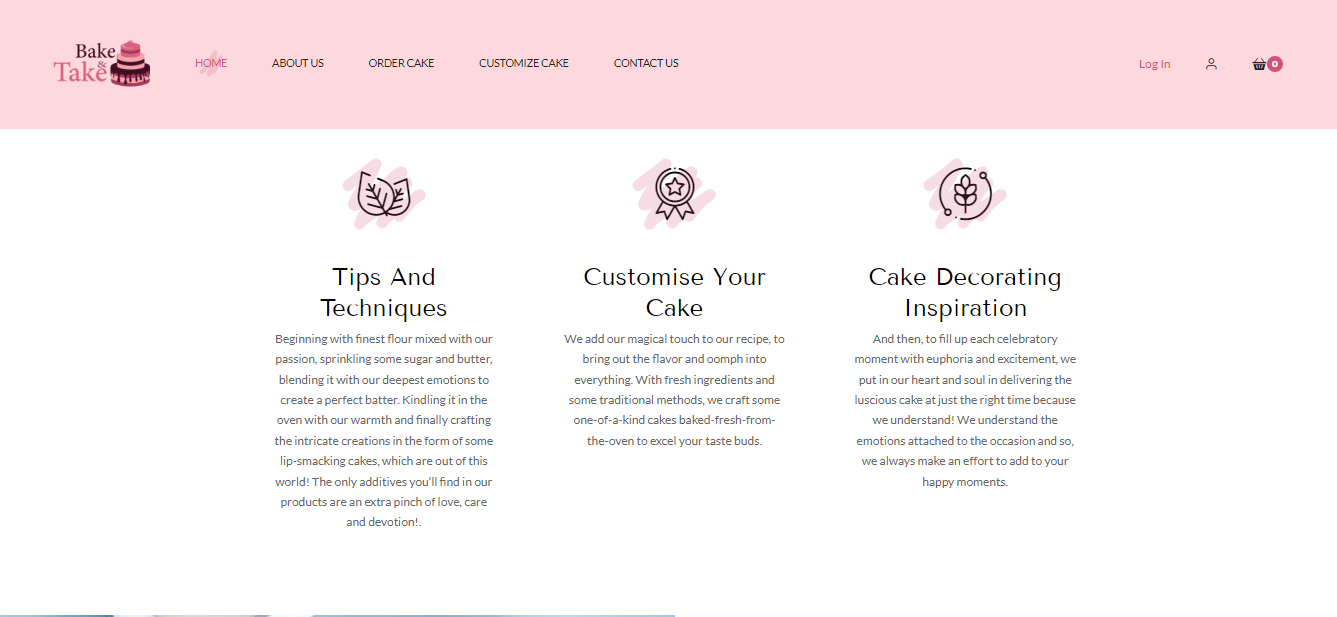 Bake
&
Take
HOME
ABOUT US
ORDER CAKE
CUSTOMIZE CAKE
CONTACT US
Log In
0
Tips And
Techniques
Beginning with finest flour mixed with our
passion, sprinkling some sugar and butter,
blending it with our deepest emotions to
create a perfect batter. Kindling it in the
oven with our warmth and finally crafting
the intricate creations in the form of some
lip-smacking cakes, which are out of this
world! The only additives you'll find in our
products are an extra pinch of love, care
and devotion!.
Customise Your
Cake
We add our magical touch to our recipe, to
bring out the flavor and oomph into
everything. With fresh ingredients and
some traditional methods, we craft some
one-of-a-kind cakes baked-fresh-from-
the-oven to excel your taste buds.
Cake Decorating
Inspiration
And then, to fill up each celebratory
moment with euphoria and excitement, we
put in our heart and soul in delivering the
luscious cake at just the right time because
we understand! We understand the
emotions attached to the occasion and so,
we always make an effort to add to your
happy moments.